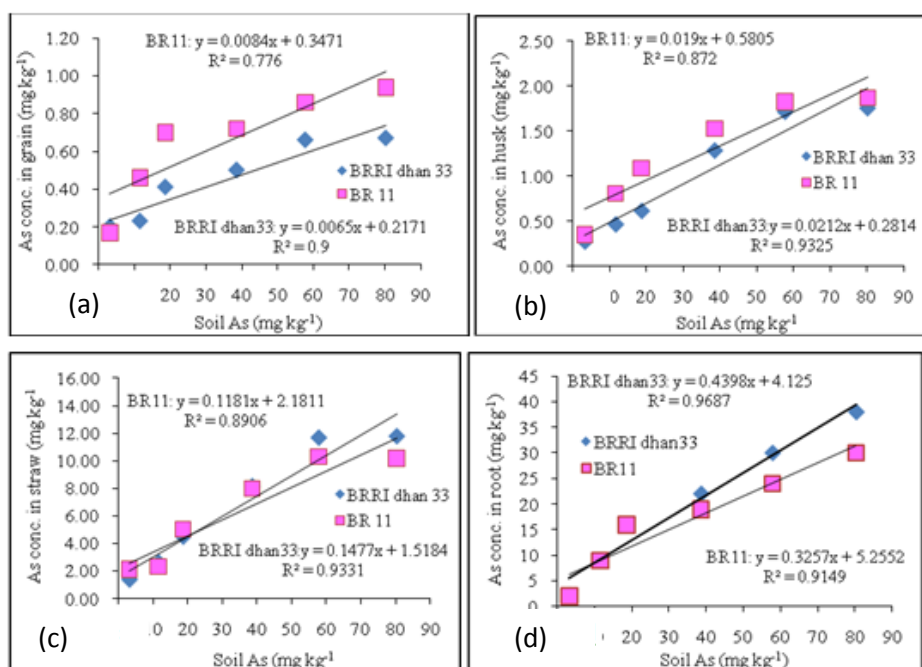 1.20
1.00
0.80
0.60
0.40
0.20
0.00
As conc. in grain (mg kg⁻¹)
BR11: y = 0.0084x + 0.3471
R² = 0.776
BRRI dhan 33
BR 11
BRRI dhan33: y = 0.0065x + 0.2171
R² = 0.9
(a)
20 30 40 50 60 70 80 90
Soil As (mg kg⁻¹)
2.50
2.00
1.50
1.00
0.50
0.00
As conc. in husk (mg kg⁻¹)
BR11: y = 0.019x + 0.5805
R² = 0.872
BRRI dhan 33
BR 11
BRRI dhan33: y = 0.0212x + 0.2814
R² = 0.9325
(b)
0 20 30 40 50 60 70 80 90
Soil As (mg kg⁻¹
16.00
14.00
12.00
10.00
8.00
6.00
4.00
2.00
0.00
As conc. in straw (mg kg⁻¹)
BR11: y = 0.1181x + 2.1811
R² = 0.8906
BRRI dhan 33
BR 11
BRRI dhan33: y = 0.1477x + 1.5184
R² = 0.9331
(c)
.0 20 30 40 50 60 70 80 90
Soil As (mg kg⁻¹)
45
40
35
30
25
20
15
10
5
0
As conc. in root (mg kg⁻¹)
BRRI dhan33: y = 0.4398x + 4.125
R² = 0.9687
BRRI dhan33
BR11
BR11: y = 0.3257x + 5.2552
R² = 0.9149
(d)
20 30 40 50 60 70 80 90
Soil As (mg kg⁻¹)